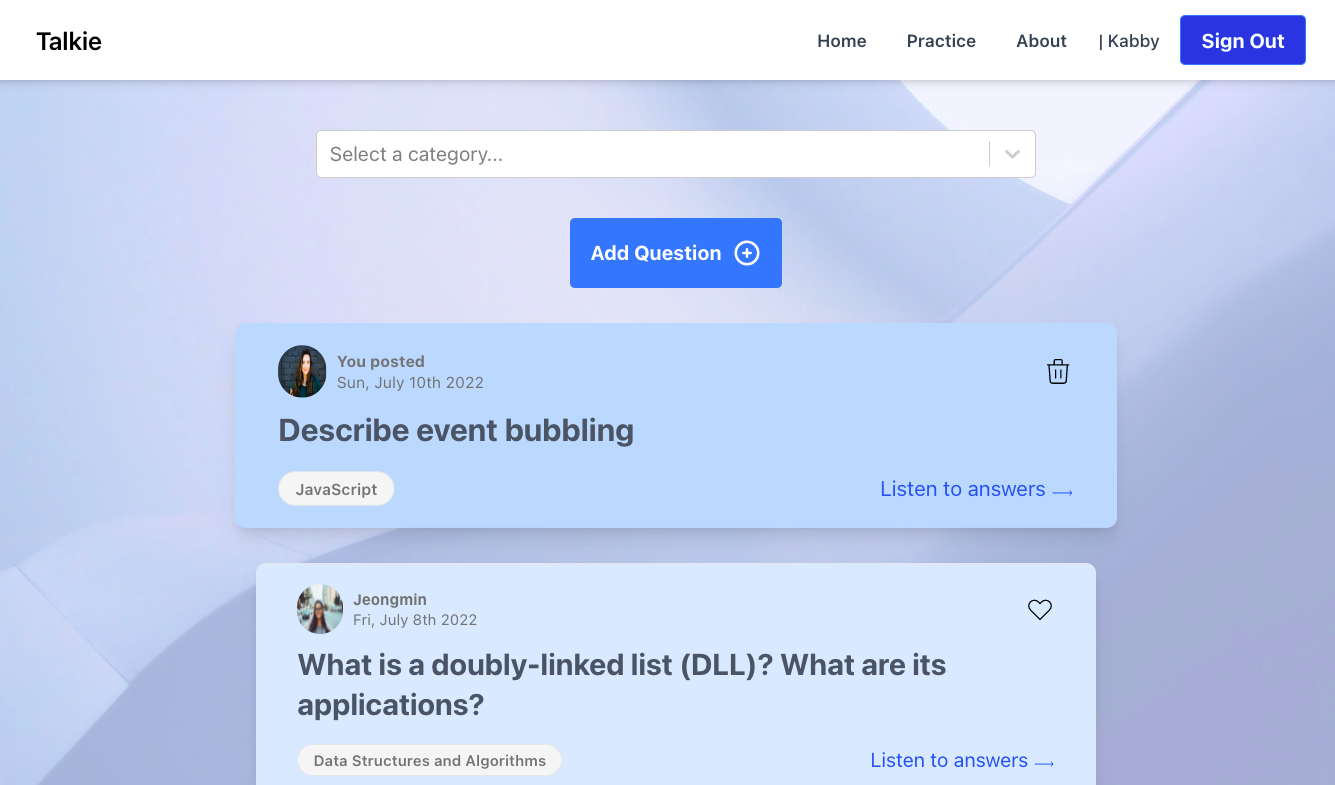 Talkie
Home Practice About | Kabby Sign Out
Select a category...
Add Question
You posted
Sun, July 10th 2022
Describe event bubbling
JavaScript
Listen to answers ⟶
Jeongmin
Fri, July 8th 2022
What is a doubly-linked list (DLL)? What are its
applications?
Data Structures and Algorithms
Listen to answers ⟶